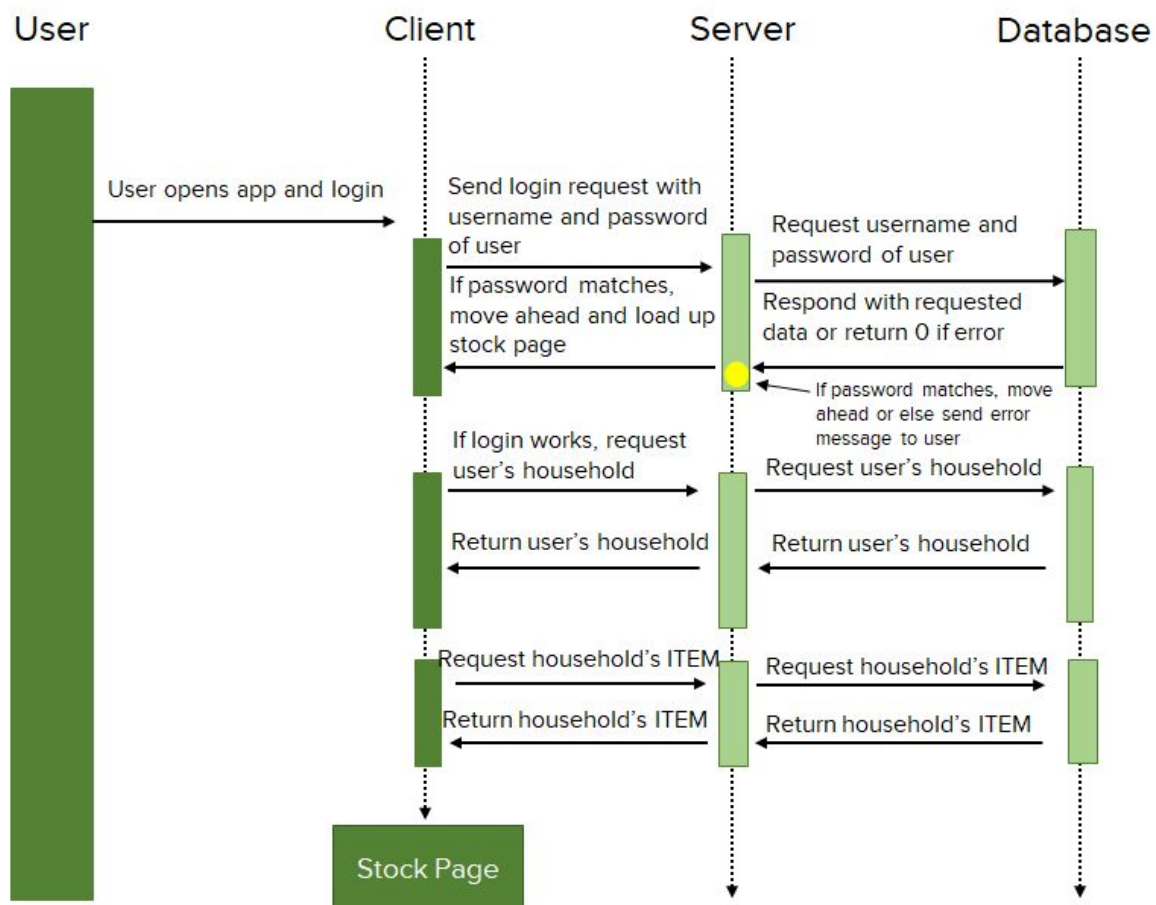 User
Client
Server
Database
User opens app and login
Send login request with
username and password
of user
Request username and
password of user
If password matches,
move ahead and load up
stock page
Respond with requested
data or return 0 if error
If password matches, move
ahead or else send error
message to user
If login works, request
user’s household
Request user’s household
Return user’s household
Return user’s household
Request household’s ITEM
Request household’s ITEM
Return household’s ITEM
Return household’s ITEM
Stock Page